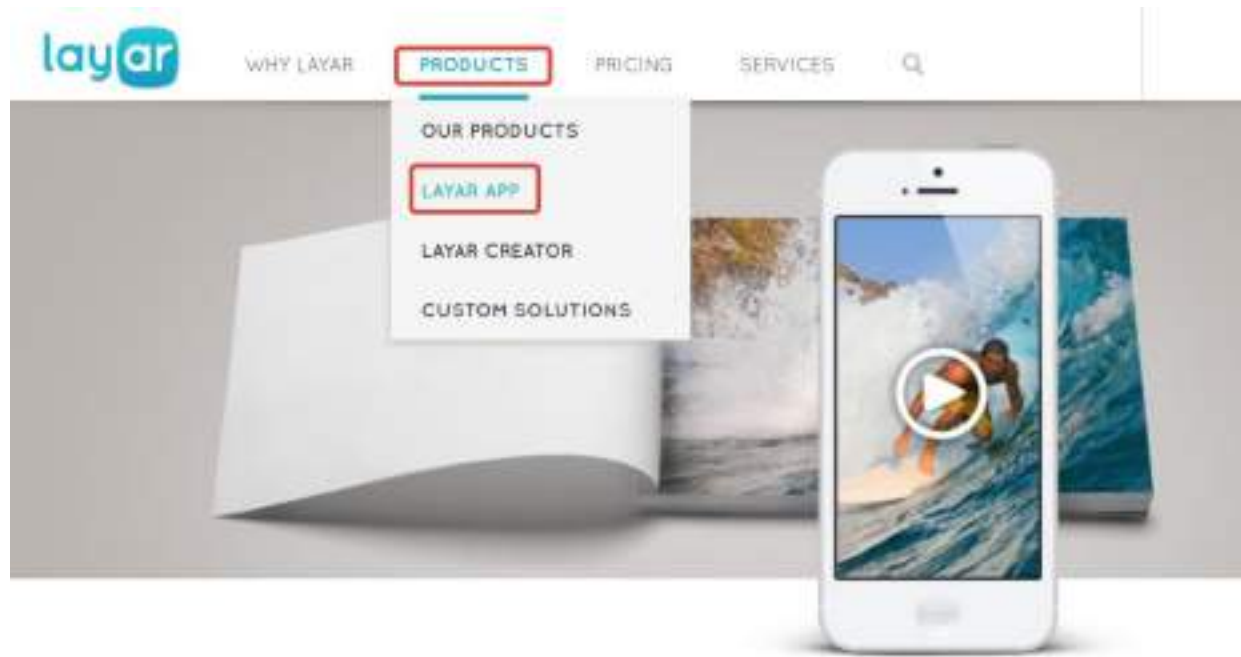 layar
WHY LAYAR PRODUCTS PRICING SERVICES
OUR PRODUCTS
LAYAR APP
LAYAR CREATOR
CUSTOM SOLUTIONS